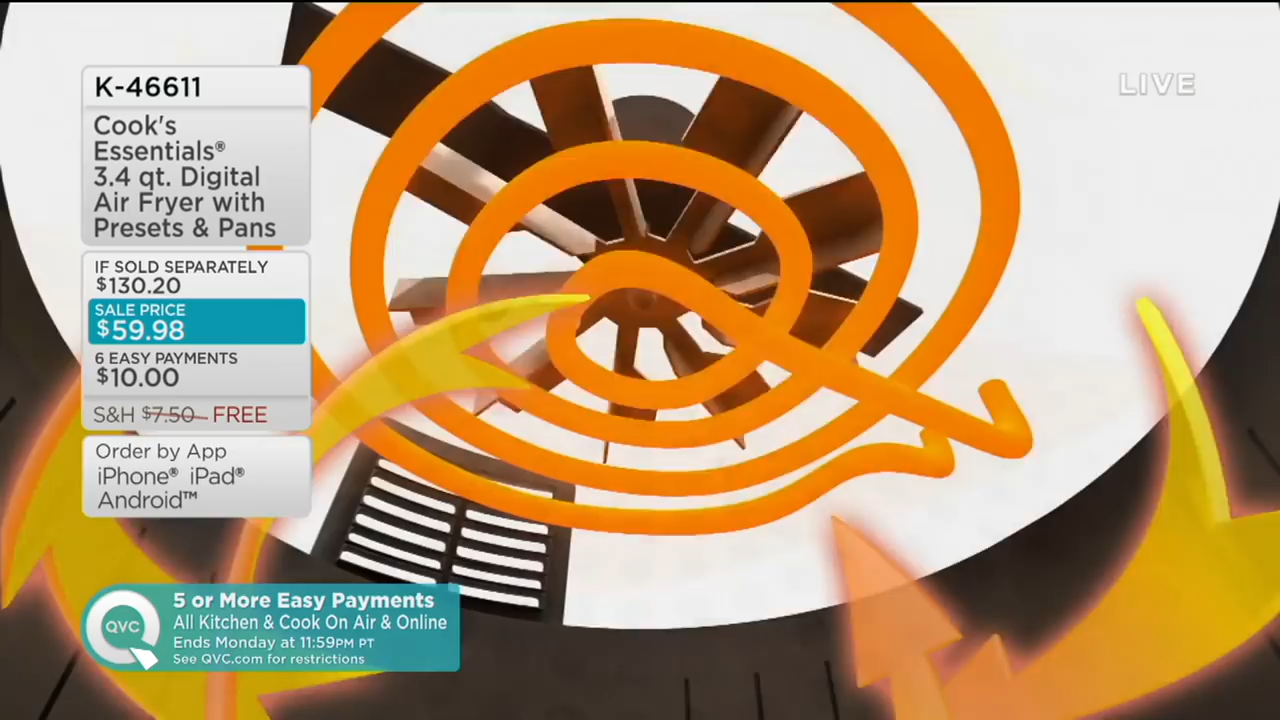 K-46611
Cook's
Essentials®
3.4 qt. Digital
Air Fryer with
Presets & Pans
IF SOLD SEPARATELY
$130.20
SALE PRICE
$59.98
6 EASY PAYMENTS
$10.00
S&H $7.50 FREE
Order by App
iPhone® iPad®
Android™
LIVE
QVC
5 or More Easy Payments
All Kitchen & Cook On Air & Online
Ends Monday at 11:59PM PT
See QVC.com for restrictions